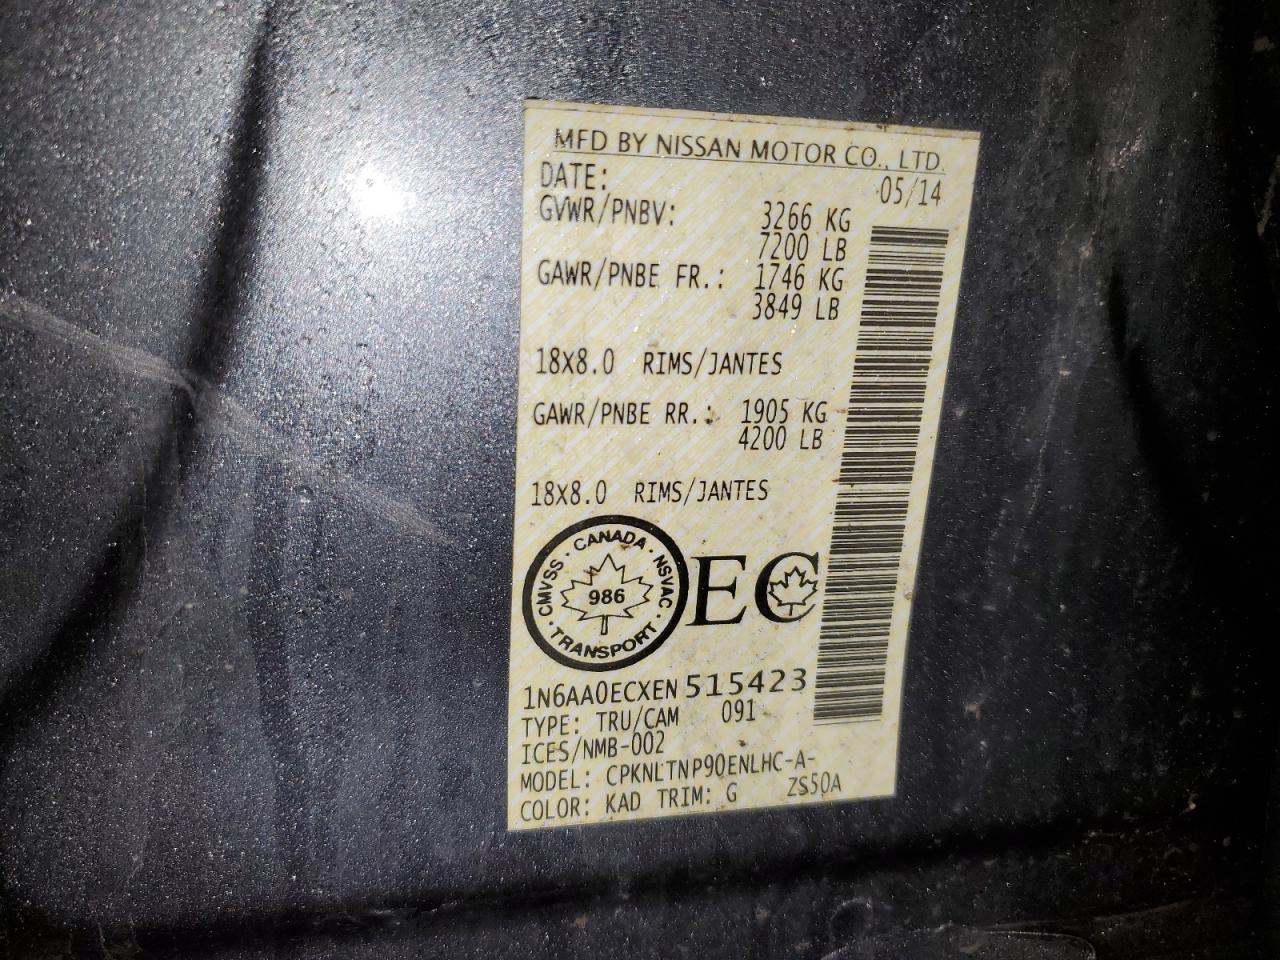 MFD BY NISSAN MOTOR CO., LTD.
DATE: 05/14
GVWR/PNBV: 3266 KG
7200 LB
GAWR/PNBE FR.: 1746 KG
3849 LB
18X8.0 RIMS/JANTES
GAWR/PNBE RR.: 1905 KG
4200 LB
18X8.0 RIMS/JANTES
CMVSS · CANADA · NSVAC · TRANSPORT ·
986
EC
1N6AA0ECXEN515423
TYPE: TRU/CAM 091
ICES/NMB-002
MODEL: CPKNLTNP90ENLHC-A-
COLOR: KAD TRIM: G ZS50A